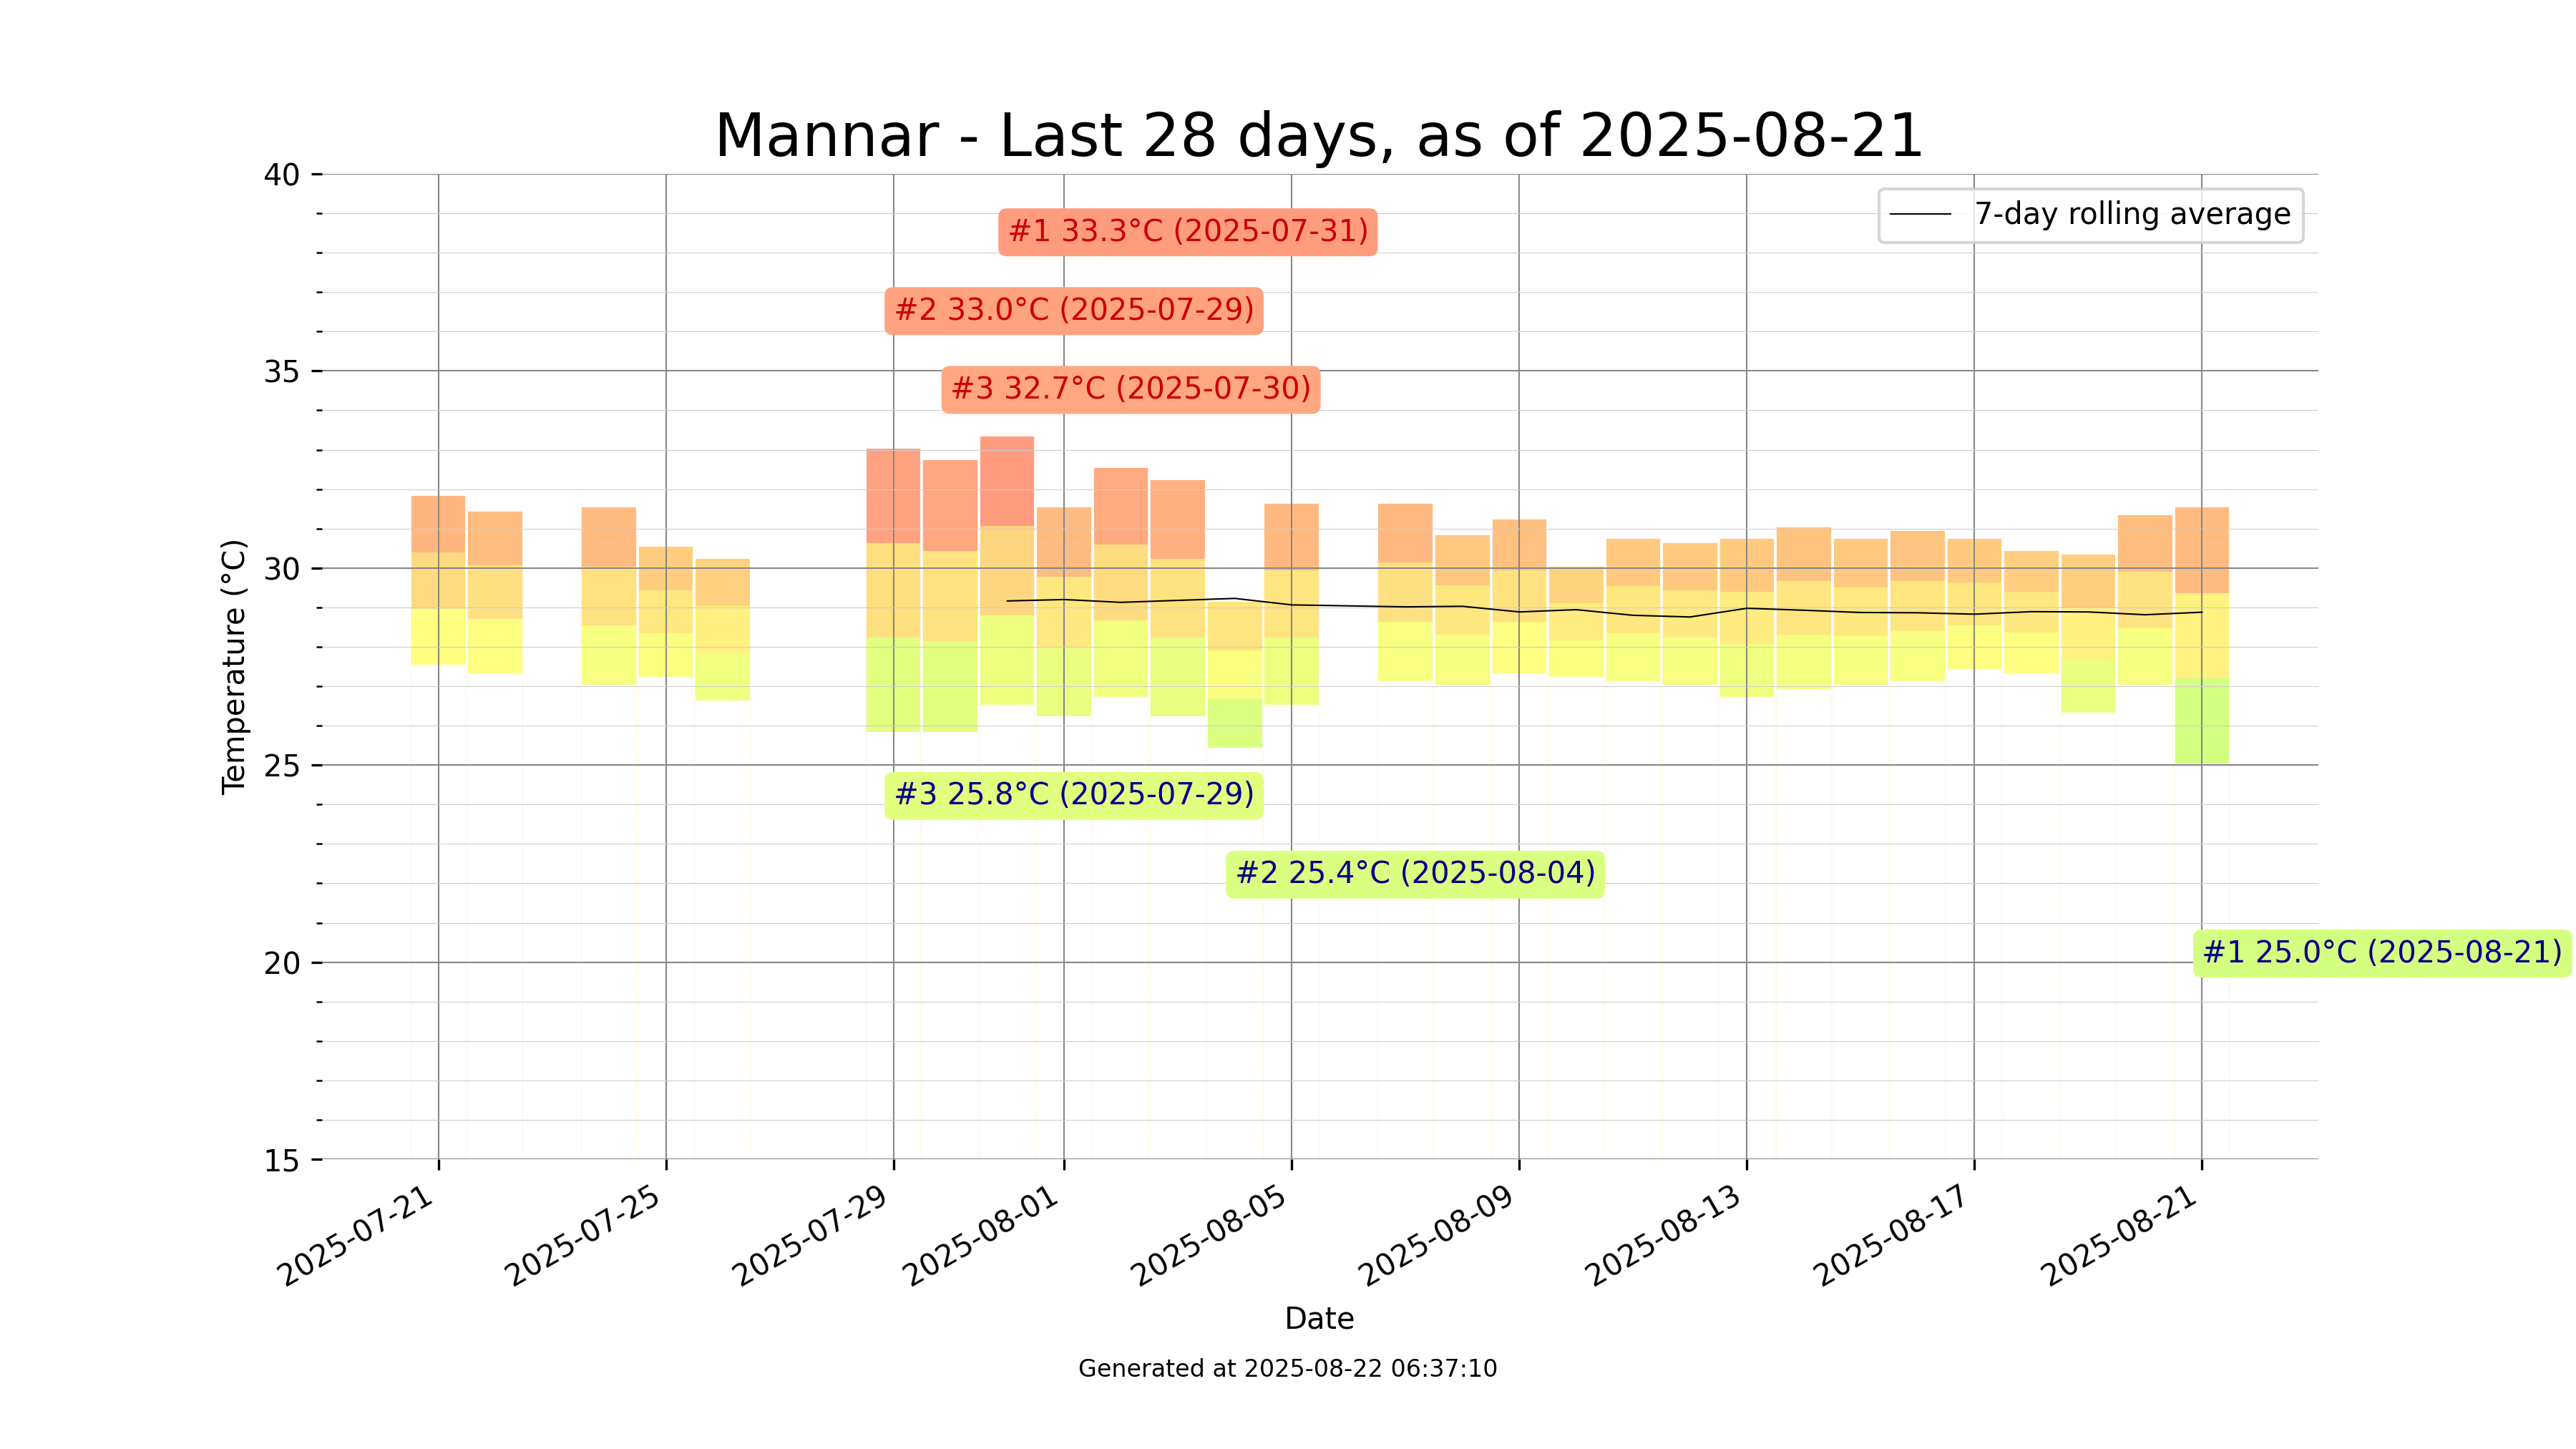 Mannar - Last 28 days, as of 2025-08-21
40
35
30
25
20
15
Temperature (°C)
7-day rolling average
#1 33.3°C (2025-07-31)
#2 33.0°C (2025-07-29)
#3 32.7°C (2025-07-30)
#3 25.8°C (2025-07-29)
#2 25.4°C (2025-08-04)
#1 25.0°C (2025-08-21)
2025-07-21
2025-07-25
2025-07-29
2025-08-01
2025-08-05
2025-08-09
2025-08-13
2025-08-17
2025-08-21
Date
Generated at 2025-08-22 06:37:10